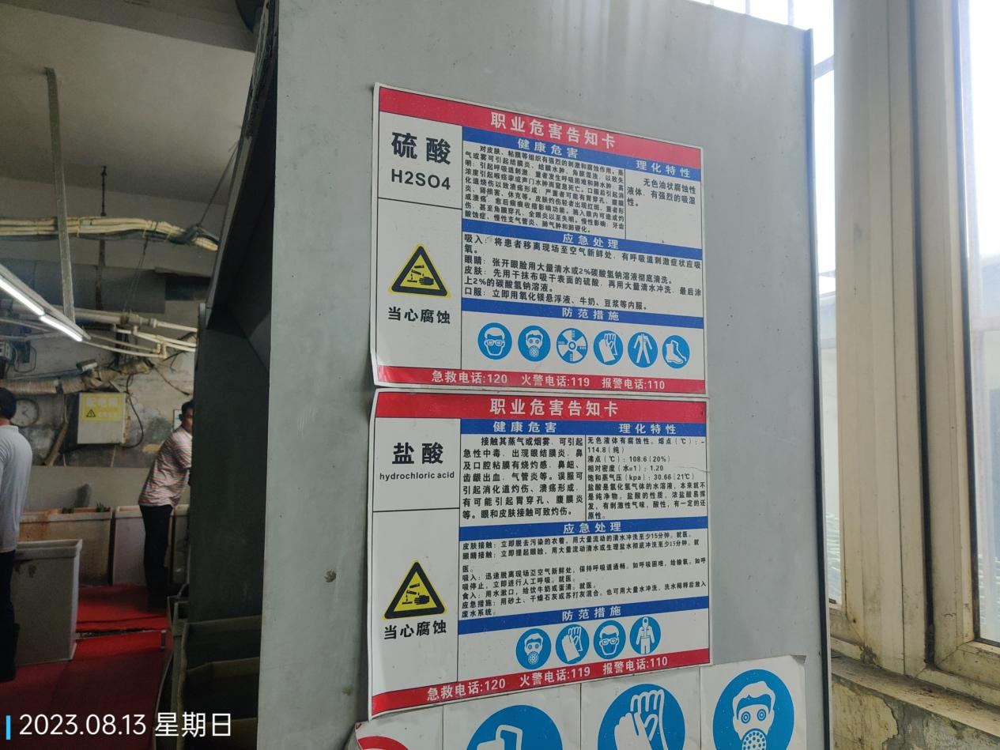 职业危害告知卡
硫酸
H2SO4
健康危害
对皮肤、粘膜等组织有强烈的刺激和腐蚀作用。蒸
气或雾可引起结膜炎、结膜水肿、角膜混浊，以致失
明；引起呼吸道刺激，重者发生呼吸困难和肺水肿；高
浓度引起喉痉挛或声门水肿而窒息死亡。口服后引起消
化道烧伤以致溃疡形成；严重者可能有胃穿孔、腹膜
炎、肾损害、休克等。皮肤灼伤轻者出现红斑、重者形
成溃疡，愈后瘢痕收缩影响功能。溅入眼内可造成灼
伤，甚至角膜穿孔、全眼炎以至失明。慢性影响：牙齿
酸蚀症、慢性支气管炎、肺气肿和肺硬化。
理化特性
无色油状腐蚀性
液体，有强烈的吸湿
性。
应急处理
吸入：将患者移离现场至空气新鲜处，有呼吸道刺激症状应吸
氧。
眼睛：张开眼睑用大量清水或2%碳酸氢钠溶液彻底清洗。
皮肤：先用干抹布吸干表面的硫酸，再用大量清水冲洗，最后涂
上2%的碳酸氢钠溶液。
口服：立即用氧化镁悬浮液、牛奶、豆浆等内服。
当心腐蚀
防范措施
急救电话:120 火警电话:119 报警电话:110
职业危害告知卡
盐酸
hydrochloric acid
健康危害
接触其蒸气或烟雾，可引起
急性中毒，出现眼结膜炎，鼻
及口腔粘膜有烧灼感，鼻衄、
齿龈出血，气管炎等。误服可
引起消化道灼伤、溃疡形成，
有可能引起胃穿孔、腹膜炎
等。眼和皮肤接触可致灼伤。
理化特性
无色液体有腐蚀性。熔点（℃）：-
114.8（纯）
沸点（℃）：108.6（20%）
相对密度（水=1）：1.20
饱和蒸气压（kpa）：30.66（21℃）
盐酸是氯化氢气体的水溶液，本来就不
是纯净物。盐酸的性质，浓盐酸易挥
发，有刺激性气味，酸性，有一定的还
原性。
应急处理
皮肤接触：立即脱去污染的衣着，用大量流动的清水冲洗至少15分钟。就医。
眼睛接触：立即提起眼睑，用大量流动清水或生理盐水彻底冲洗至少15分钟。就
医。
吸入：迅速脱离现场至空气新鲜处，保持呼吸道通畅。如呼吸困难，给输氧。如呼
吸停止，立即进行人工呼吸。就医。
食入：用水漱口，给饮牛奶或蛋清。就医。
应急措施：用砂土、干燥石灰或苏打灰混合。也可用大量水冲洗，洗水稀释后放入
废水系统。
当心腐蚀
防范措施
急救电话:120 火警电话:119 报警电话:110
配电箱
2023.08.13 星期日